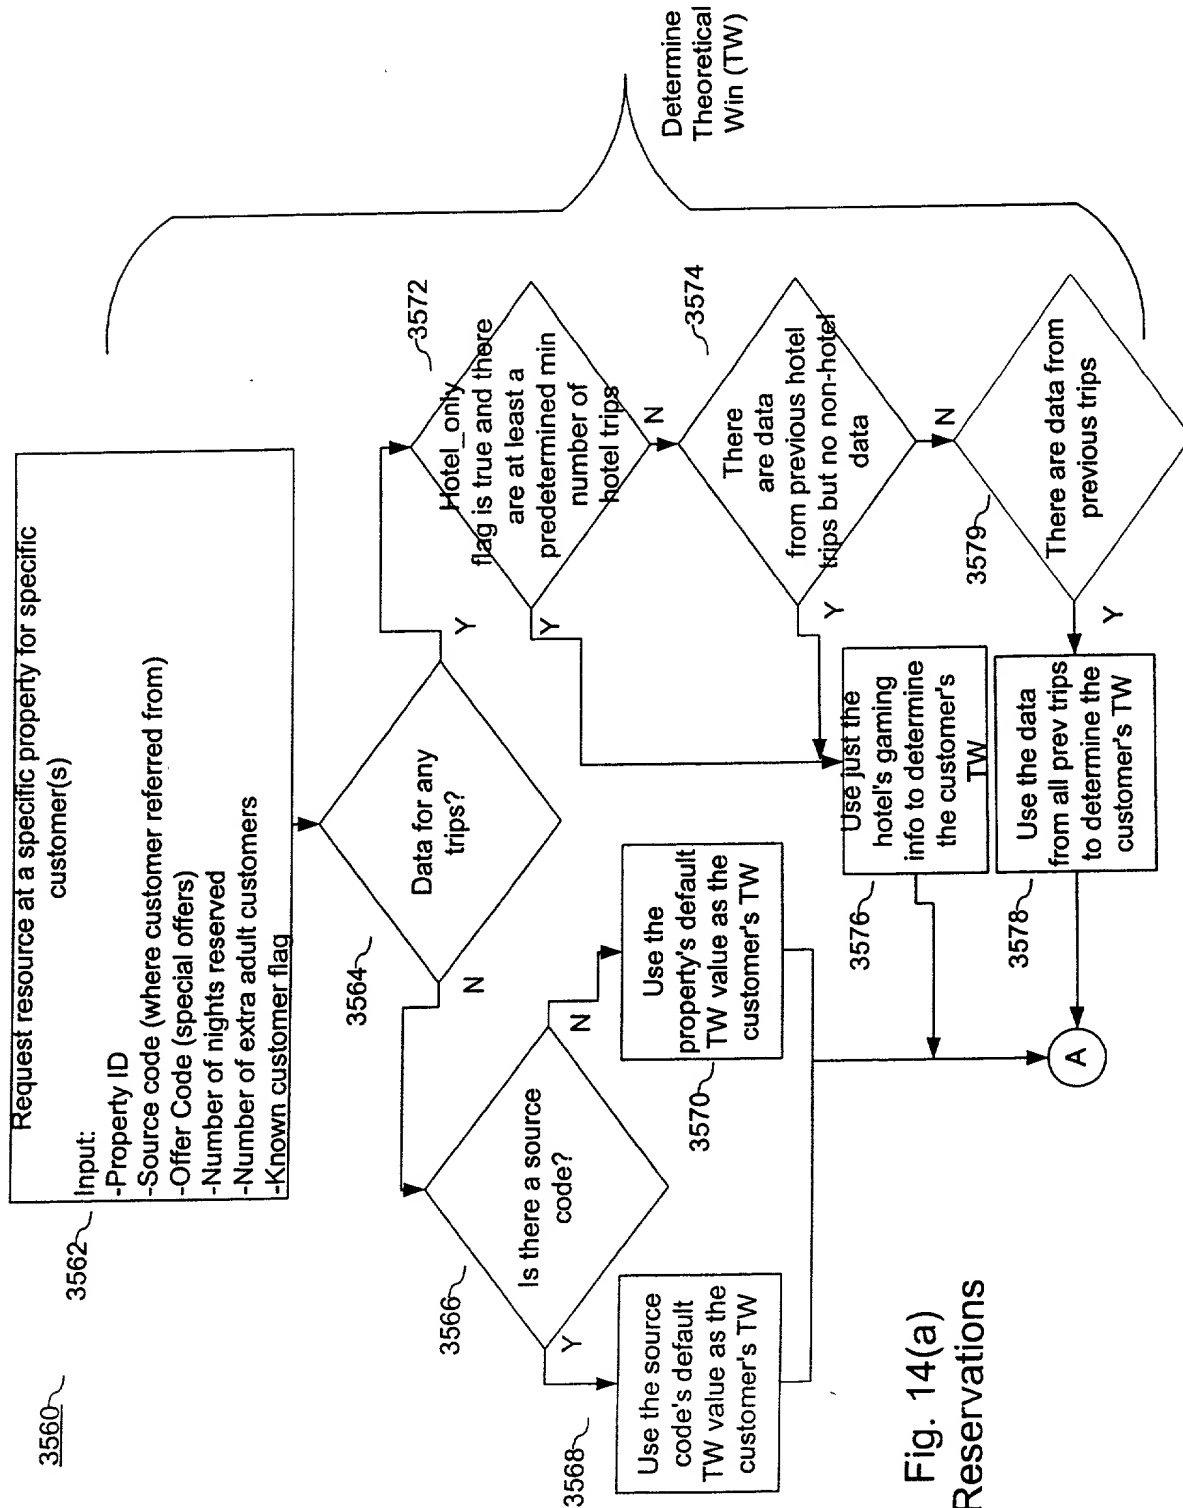 3560
3562
Request resource at a specific property for specific
customer(s)
Input:
-Property ID
-Source code (where customer referred from)
-Offer Code (special offers)
-Number of nights reserved
-Number of extra adult customers
-Known customer flag
3564
Data for any
trips?
N
Y
3566
Is there a source
code?
Y
N
3568
Use the source
code's default
TW value as the
customer's TW
3570
Use the
property's default
TW value as the
customer's TW
3572
Hotel_only
flag is true and there
are at least a
predetermined min
number of
hotel trips
Y
N
3574
There
are data
from previous hotel
trips but no non-hotel
data
Y
N
3576
Use just the
hotel's gaming
info to determine
the customer's
TW
3579
There are data from
previous trips
Y
3578
Use the data
from all prev trips
to determine the
customer's TW
A
Determine
Theoretical
Win (TW)
Fig. 14(a)
Reservations